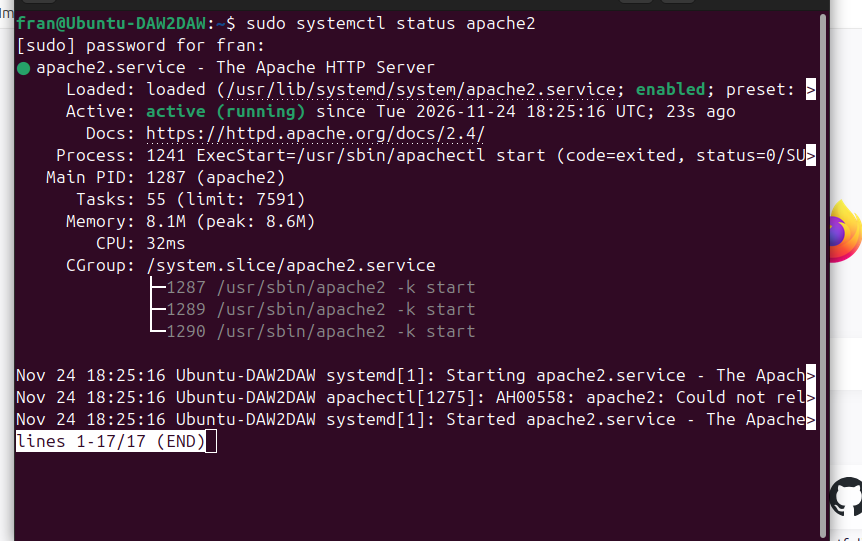 fran@Ubuntu-DAW2DAW:~$ sudo systemctl status apache2
[sudo] password for fran:
● apache2.service - The Apache HTTP Server
Loaded: loaded (/usr/lib/systemd/system/apache2.service; enabled; preset: >
Active: active (running) since Tue 2026-11-24 18:25:16 UTC; 23s ago
Docs: https://httpd.apache.org/docs/2.4/
Process: 1241 ExecStart=/usr/sbin/apachectl start (code=exited, status=0/SU>
Main PID: 1287 (apache2)
Tasks: 55 (limit: 7591)
Memory: 8.1M (peak: 8.6M)
CPU: 32ms
CGroup: /system.slice/apache2.service
├─1287 /usr/sbin/apache2 -k start
├─1289 /usr/sbin/apache2 -k start
└─1290 /usr/sbin/apache2 -k start
Nov 24 18:25:16 Ubuntu-DAW2DAW systemd[1]: Starting apache2.service - The Apach>
Nov 24 18:25:16 Ubuntu-DAW2DAW apachectl[1275]: AH00558: apache2: Could not rel>
Nov 24 18:25:16 Ubuntu-DAW2DAW systemd[1]: Started apache2.service - The Apache>
lines 1-17/17 (END)